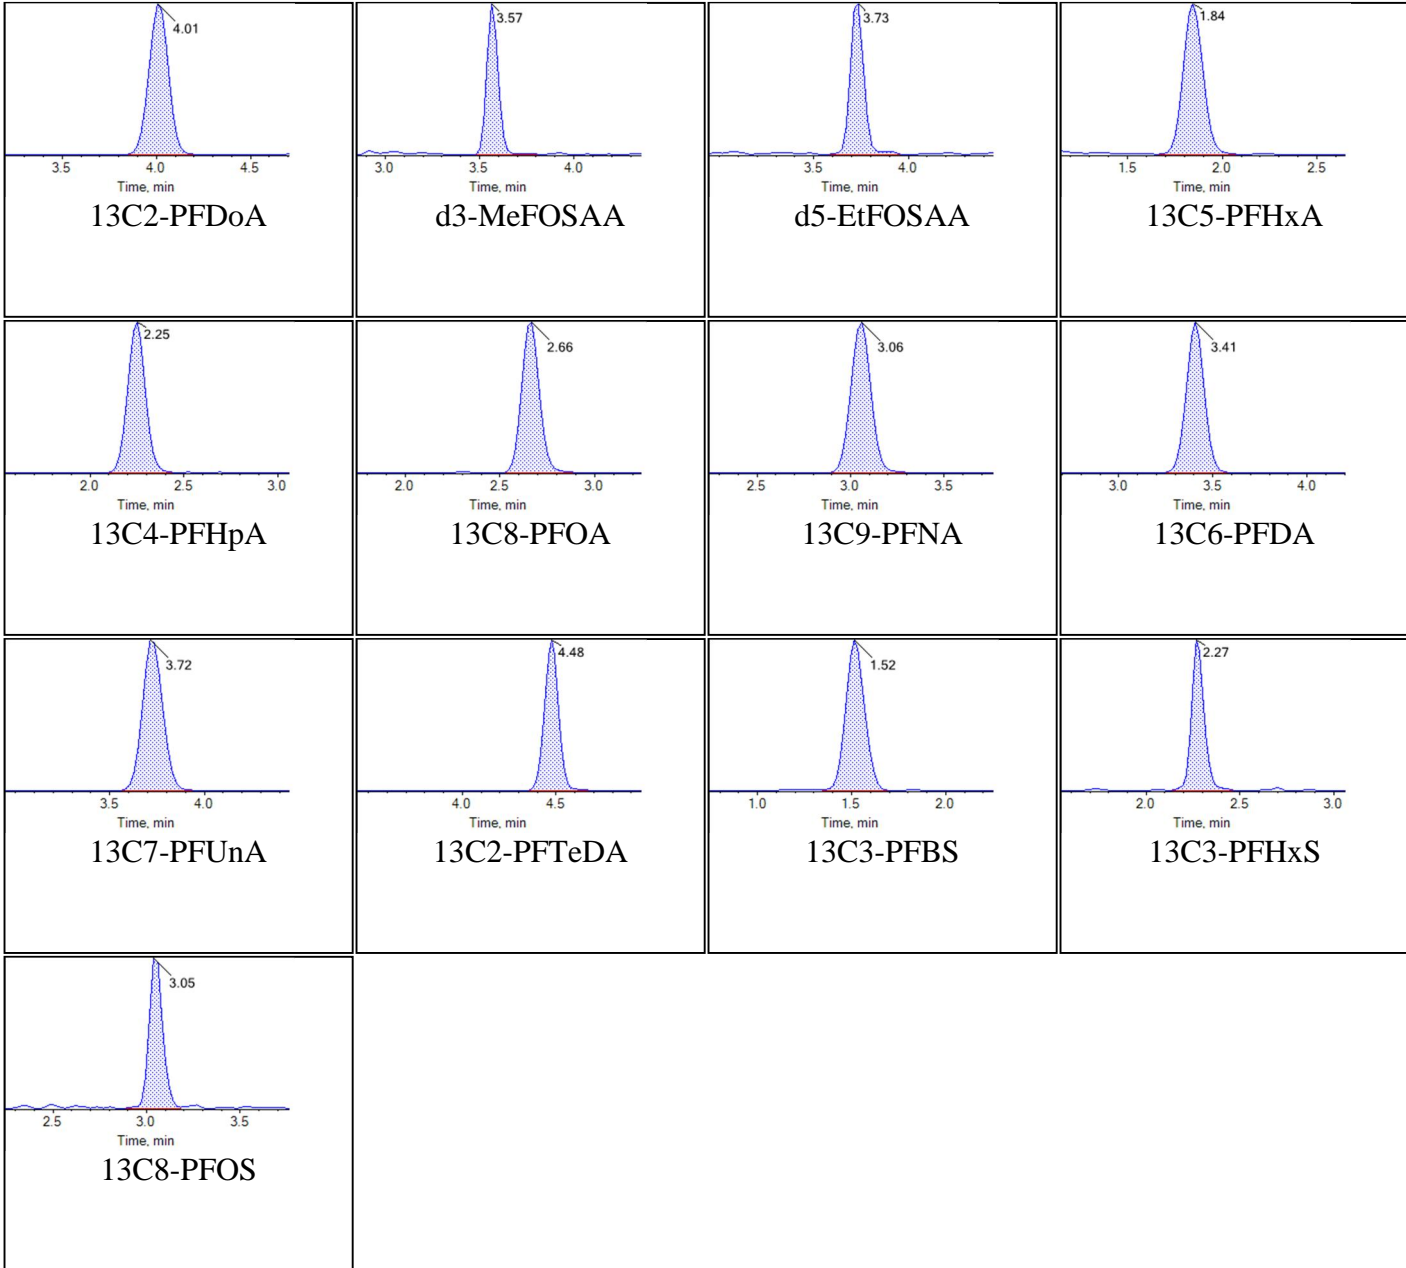 4.01
3.5 4.0 4.5
Time, min
13C2-PFDoA
3.57
3.0 3.5 4.0
Time, min
d3-MeFOSAA
3.73
3.5 4.0
Time, min
d5-EtFOSAA
1.84
1.5 2.0 2.5
Time, min
13C5-PFHxA
2.25
2.0 2.5 3.0
Time, min
13C4-PFHpA
2.66
2.0 2.5 3.0
Time, min
13C8-PFOA
3.06
2.5 3.0 3.5
Time, min
13C9-PFNA
3.41
3.0 3.5 4.0
Time, min
13C6-PFDA
3.72
3.5 4.0
Time, min
13C7-PFUnA
4.48
4.0 4.5
Time, min
13C2-PFTeDA
1.52
1.0 1.5 2.0
Time, min
13C3-PFBS
2.27
2.0 2.5 3.0
Time, min
13C3-PFHxS
3.05
2.5 3.0 3.5
Time, min
13C8-PFOS